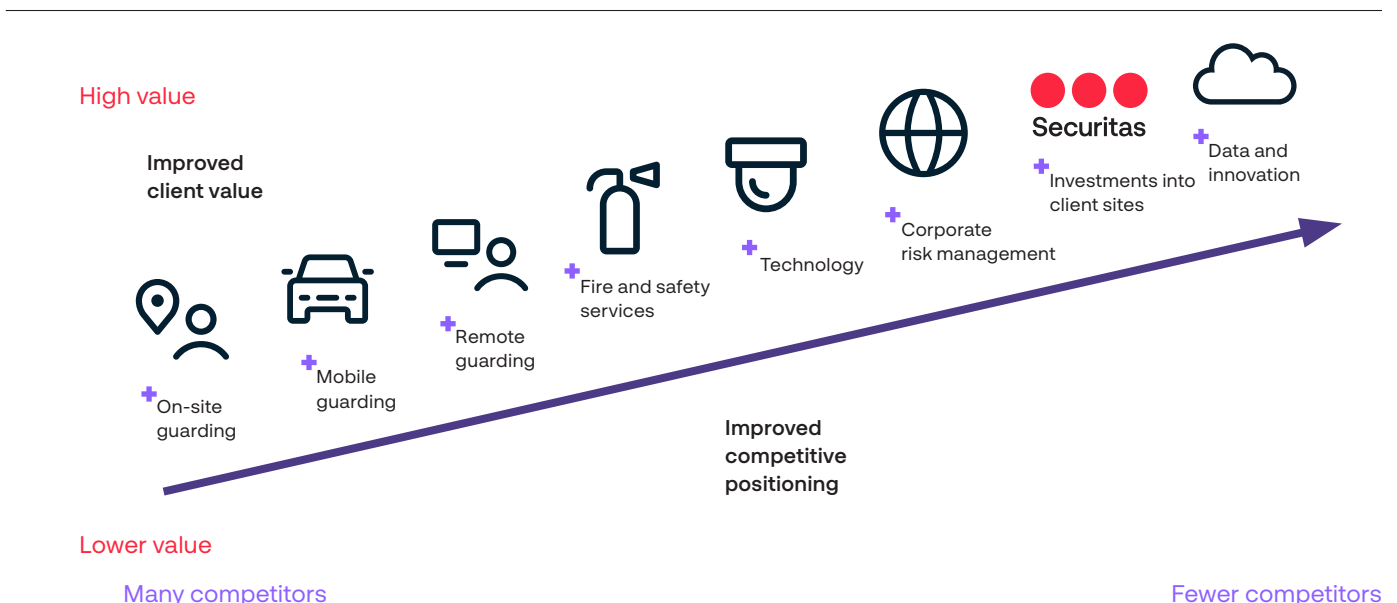 High value
Improved
client value
On-site
guarding
Mobile
guarding
Remote
guarding
Fire and safety
services
Technology
Corporate
risk management
Securitas
Investments into
client sites
Data and
innovation
Improved
competitive
positioning
Lower value
Many competitors
Fewer competitors